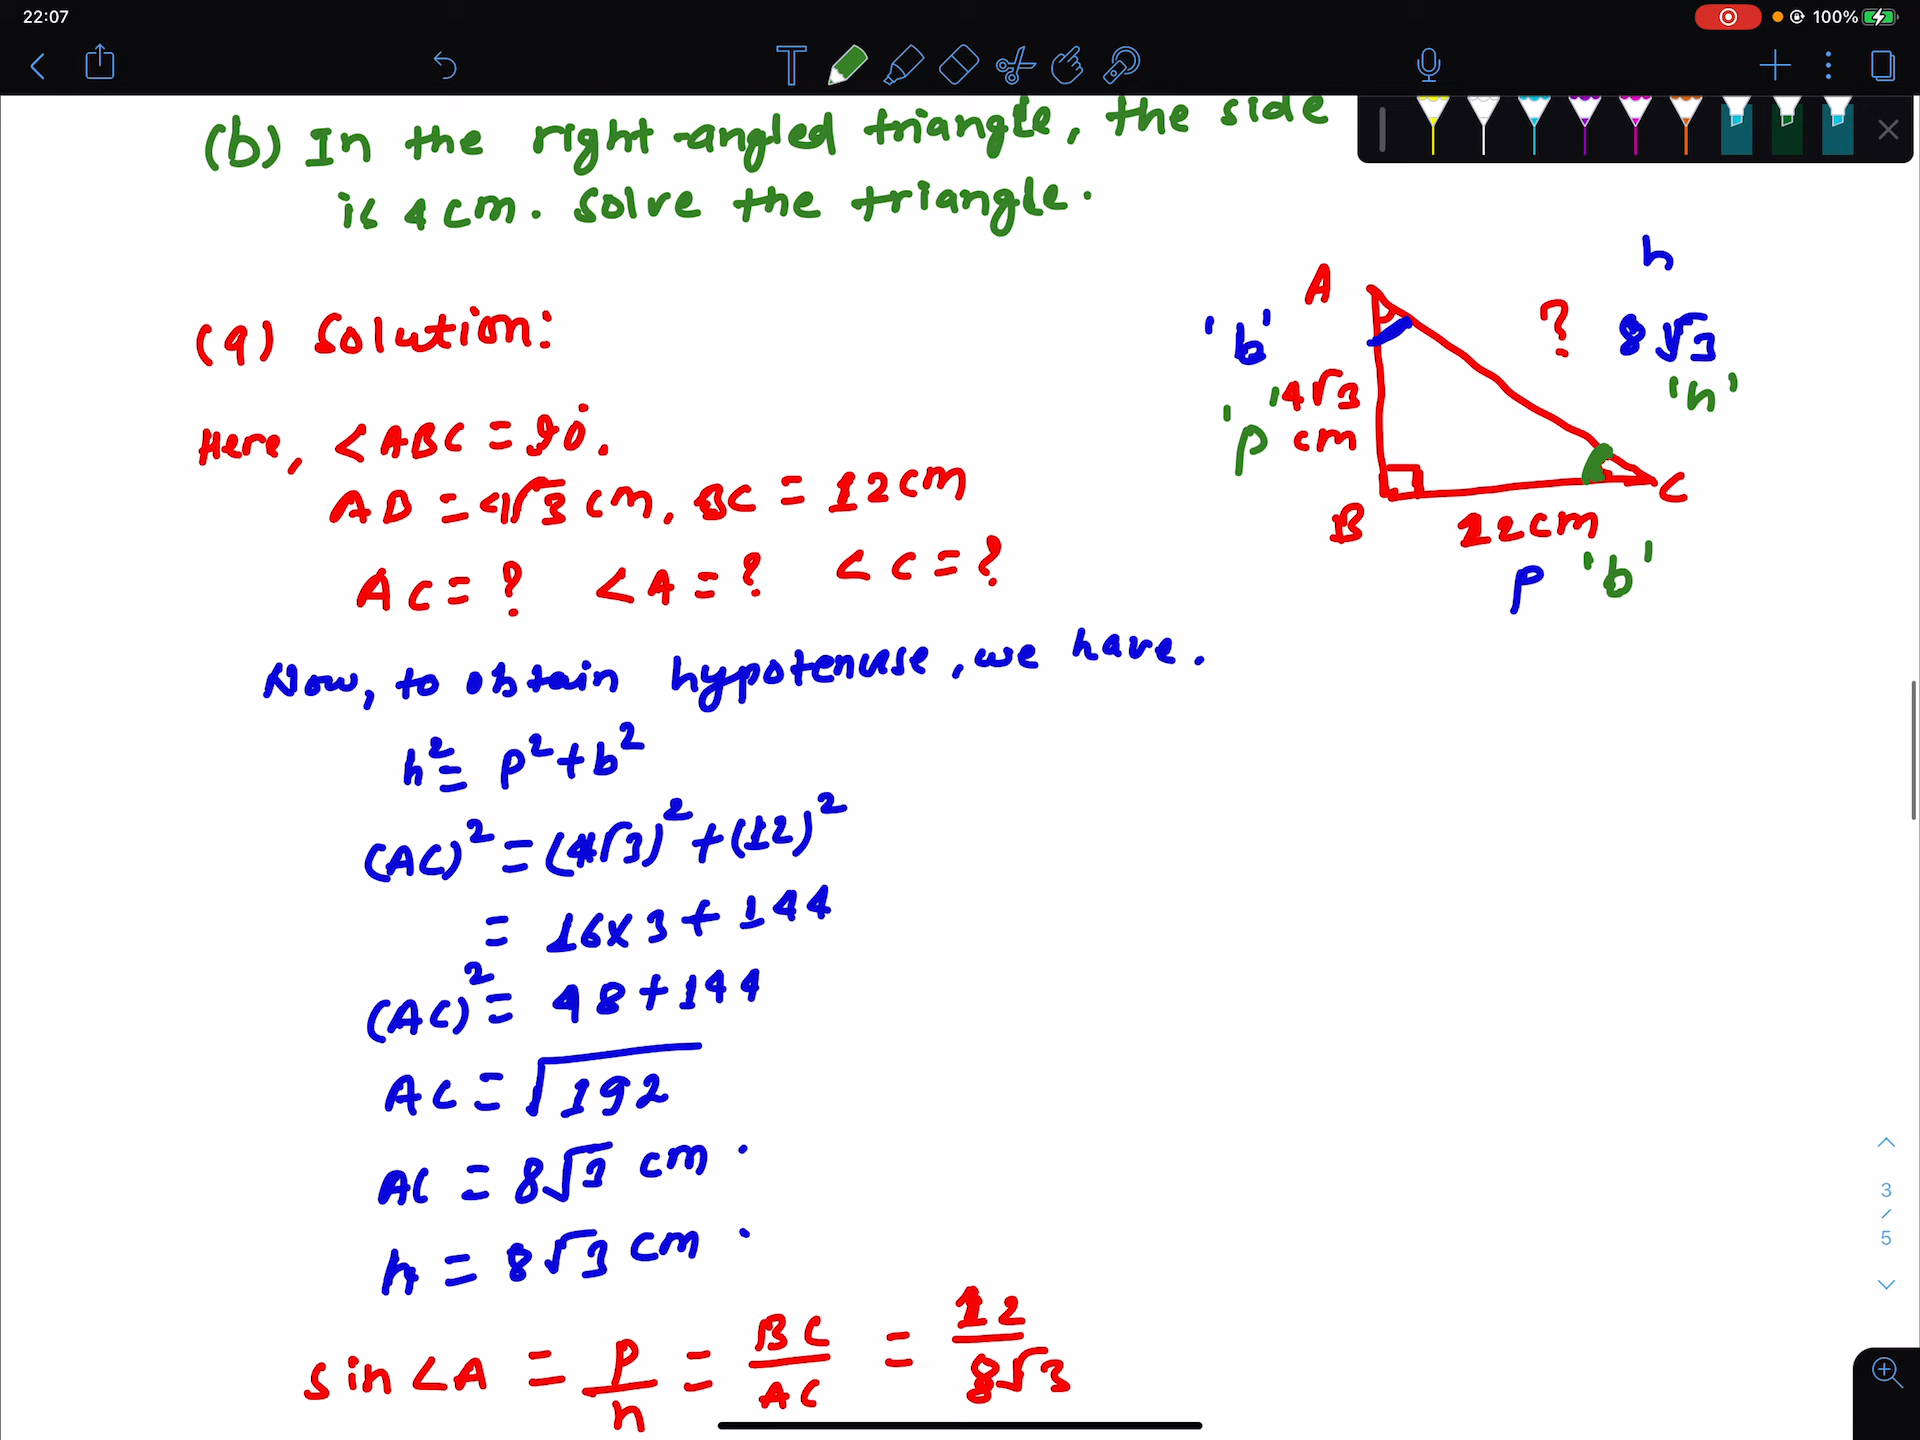 22:07
100%
(b) In the right-angled triangle, the side
is 4 cm. Solve the triangle.
(a) Solution:
Here, <ABC = 90°.
AB = 4√3 cm, BC = 12 cm
AC = ? <A = ? <C = ?
Now, to obtain hypotenuse, we have.
h² = p² + b²
(AC)² = (4√3)² + (12)²
= 16×3 + 144
(AC)² = 48 + 144
AC = √192
AC = 8√3 cm.
h = 8√3 cm.
sin<A = p/h = BC/AC = 12/8√3
h
A
?
8√3
'b'
'h'
4√3
'p' cm
B
C
12cm
p 'b'
3
/
5